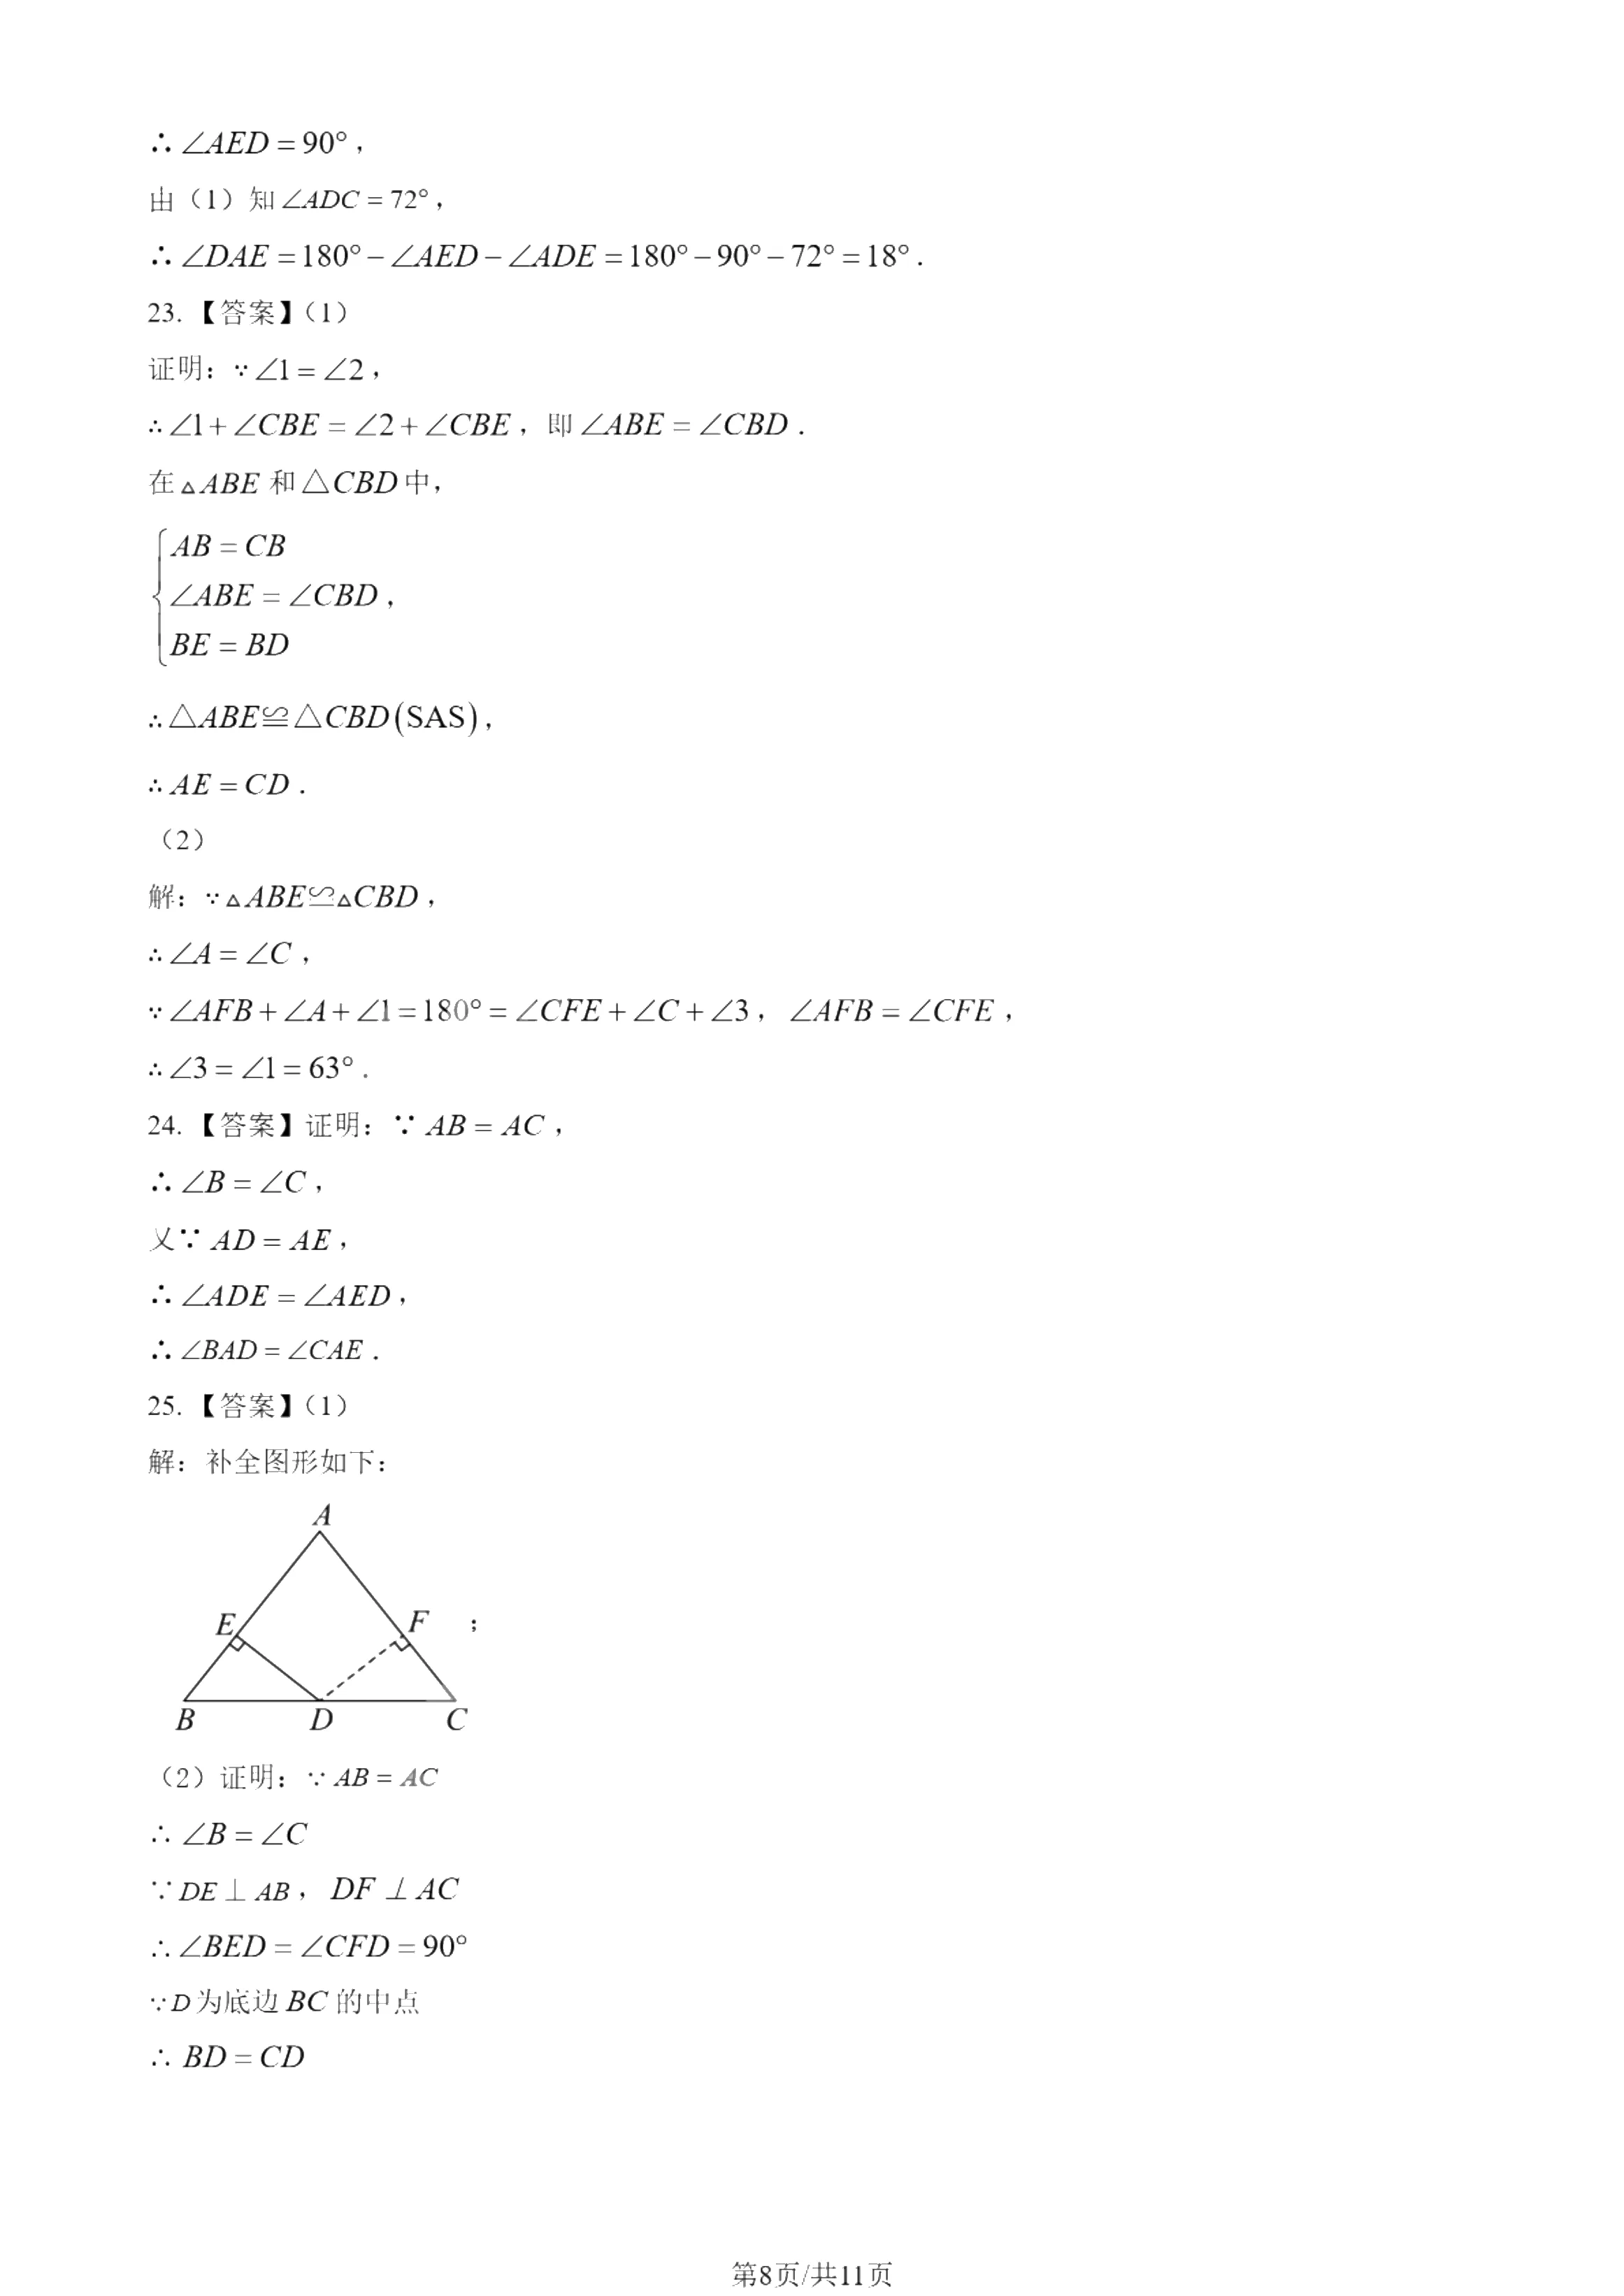 ∴ ∠AED = 90°，
由（1）知∠ADC = 72°，
∴ ∠DAE = 180° − ∠AED − ∠ADE = 180° − 90° − 72° = 18°．
23. 【答案】（1）
证明：∵ ∠1 = ∠2，
∴ ∠1 + ∠CBE = ∠2 + ∠CBE，即 ∠ABE = ∠CBD．
在 △ABE 和 △CBD 中，
AB = CB
∠ABE = ∠CBD，
BE = BD
∴ △ABE≌△CBD(SAS)，
∴ AE = CD．
（2）
解：∵ △ABE≌△CBD，
∴ ∠A = ∠C，
∵ ∠AFB + ∠A + ∠1 = 180° = ∠CFE + ∠C + ∠3，∠AFB = ∠CFE，
∴ ∠3 = ∠1 = 63°．
24. 【答案】证明：∵ AB = AC，
∴ ∠B = ∠C，
又∵ AD = AE，
∴ ∠ADE = ∠AED，
∴ ∠BAD = ∠CAE．
25. 【答案】（1）
解：补全图形如下：
A
E F ；
B D C
（2）证明：∵ AB = AC
∴ ∠B = ∠C
∵ DE ⊥ AB，DF ⊥ AC
∴ ∠BED = ∠CFD = 90°
∵ D 为底边 BC 的中点
∴ BD = CD
第8页/共11页